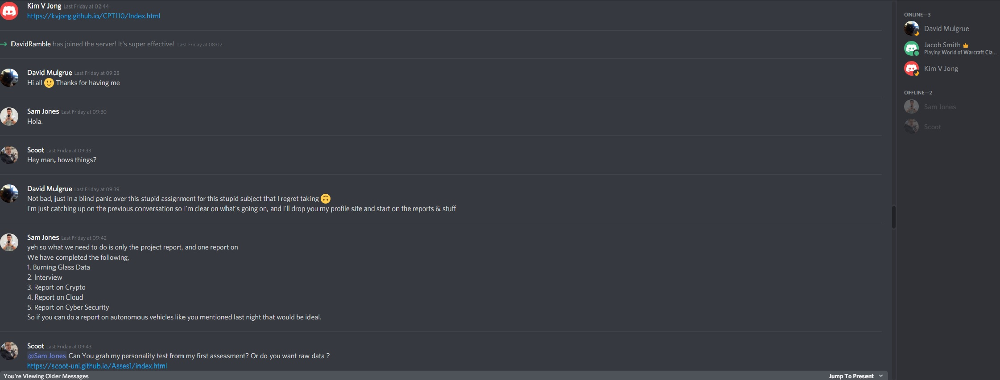 Kim V Jong Last Friday at 02:44
https://kvjong.github.io/CPT110/Index.html
DavidRamble has joined the server! It's super effective! Last Friday at 08:02
David Mulgrue Last Friday at 09:28
Hi all 🙂 Thanks for having me
Sam Jones Last Friday at 09:30
Hola.
Scoot Last Friday at 09:33
Hey man, hows things?
David Mulgrue Last Friday at 09:39
Not bad, just in a blind panic over this stupid assignment for this stupid subject that I regret taking 🙃
I'm just catching up on the previous conversation so I'm clear on what's going on, and I'll drop you my profile site and start on the reports & stuff
Sam Jones Last Friday at 09:42
yeh so what we need to do is only the project report, and one report on
We have completed the following,
1. Burning Glass Data
2. Interview
3. Report on Crypto
4. Report on Cloud
5. Report on Cyber Security
So if you can do a report on autonomous vehicles like you mentioned last night that would be ideal.
Scoot Last Friday at 09:43
@Sam Jones Can You grab my personality test from my first assessment? Or do you want raw data ?
https://scoot-uni.github.io/Asses1/index.html
You're Viewing Older Messages
Jump To Present
ONLINE—3
David Mulgrue
Jacob Smith
Playing World of Warcraft Cla...
Kim V Jong
OFFLINE—2
Sam Jones
Scoot